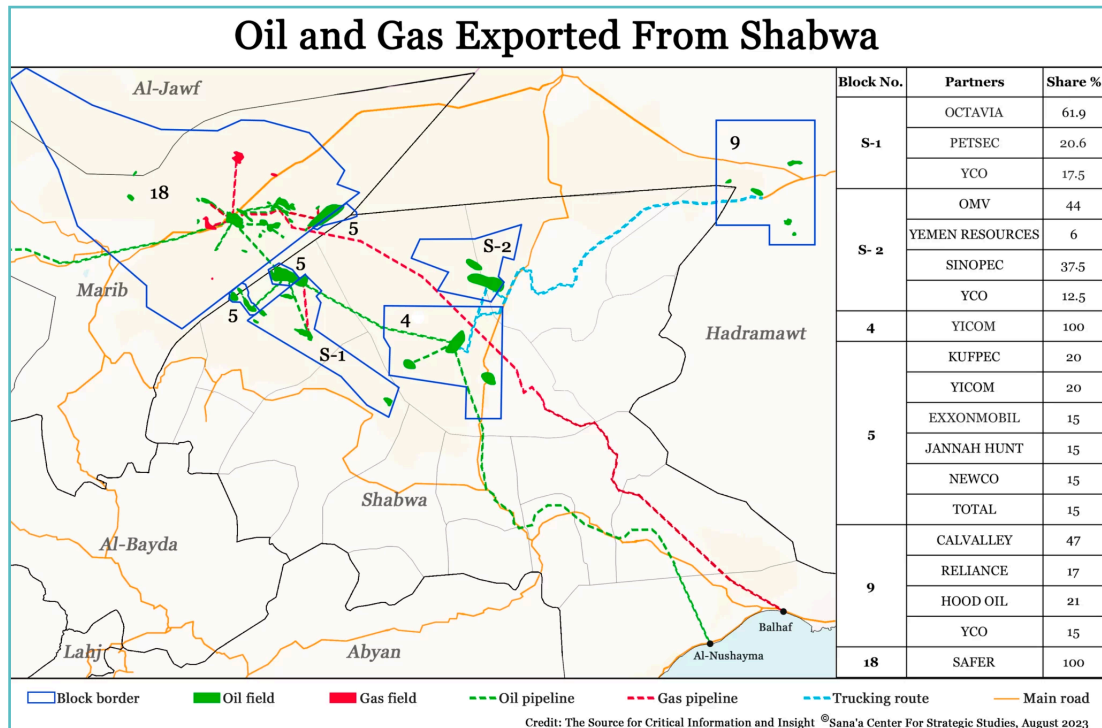 Oil and Gas Exported From Shabwa
Al-Jawf
18
9
5
S-2
5
Marib
5
4
Hadramawt
S-1
Shabwa
Al-Bayda
Balhaf
Lahj
Abyan
Al-Nushayma
Block No. Partners Share %
S-1
OCTAVIA 61.9
PETSEC 20.6
YCO 17.5
S- 2
OMV 44
YEMEN RESOURCES 6
SINOPEC 37.5
YCO 12.5
4 YICOM 100
5
KUFPEC 20
YICOM 20
EXXONMOBIL 15
JANNAH HUNT 15
NEWCO 15
TOTAL 15
9
CALVALLEY 47
RELIANCE 17
HOOD OIL 21
YCO 15
18 SAFER 100
Block border Oil field Gas field Oil pipeline Gas pipeline Trucking route Main road
Credit: The Source for Critical Information and Insight ©Sana'a Center For Strategic Studies, August 2023